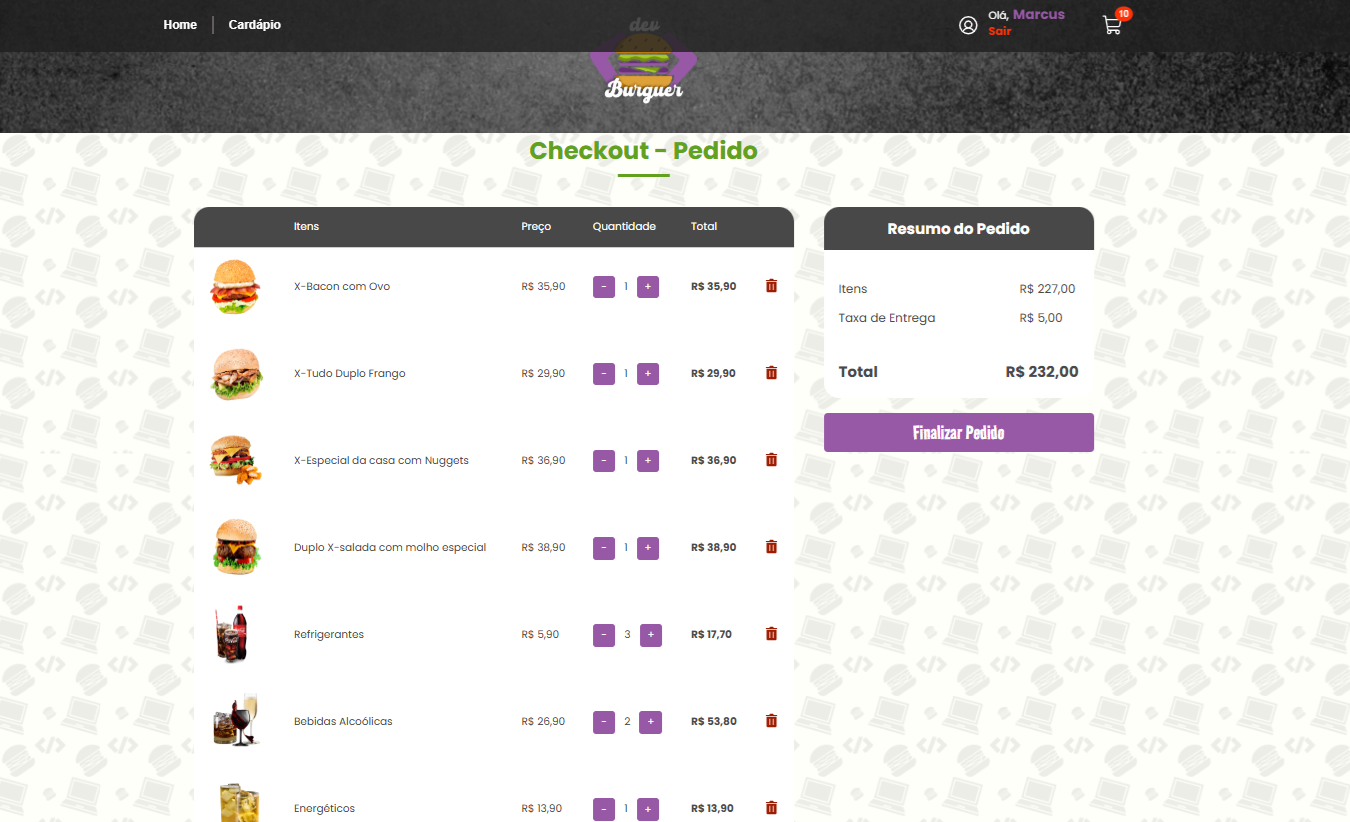 Home
Cardápio
dev
Burguer
Olá, Marcus
Sair
10
Checkout - Pedido
Itens Preço Quantidade Total
X-Bacon com Ovo R$ 35,90 - 1 + R$ 35,90
X-Tudo Duplo Frango R$ 29,90 - 1 + R$ 29,90
X-Especial da casa com Nuggets R$ 36,90 - 1 + R$ 36,90
Duplo X-salada com molho especial R$ 38,90 - 1 + R$ 38,90
Refrigerantes R$ 5,90 - 3 + R$ 17,70
Bebidas Alcoólicas R$ 26,90 - 2 + R$ 53,80
Energéticos R$ 13,90 - 1 + R$ 13,90
Resumo do Pedido
Itens R$ 227,00
Taxa de Entrega R$ 5,00
Total R$ 232,00
Finalizar Pedido